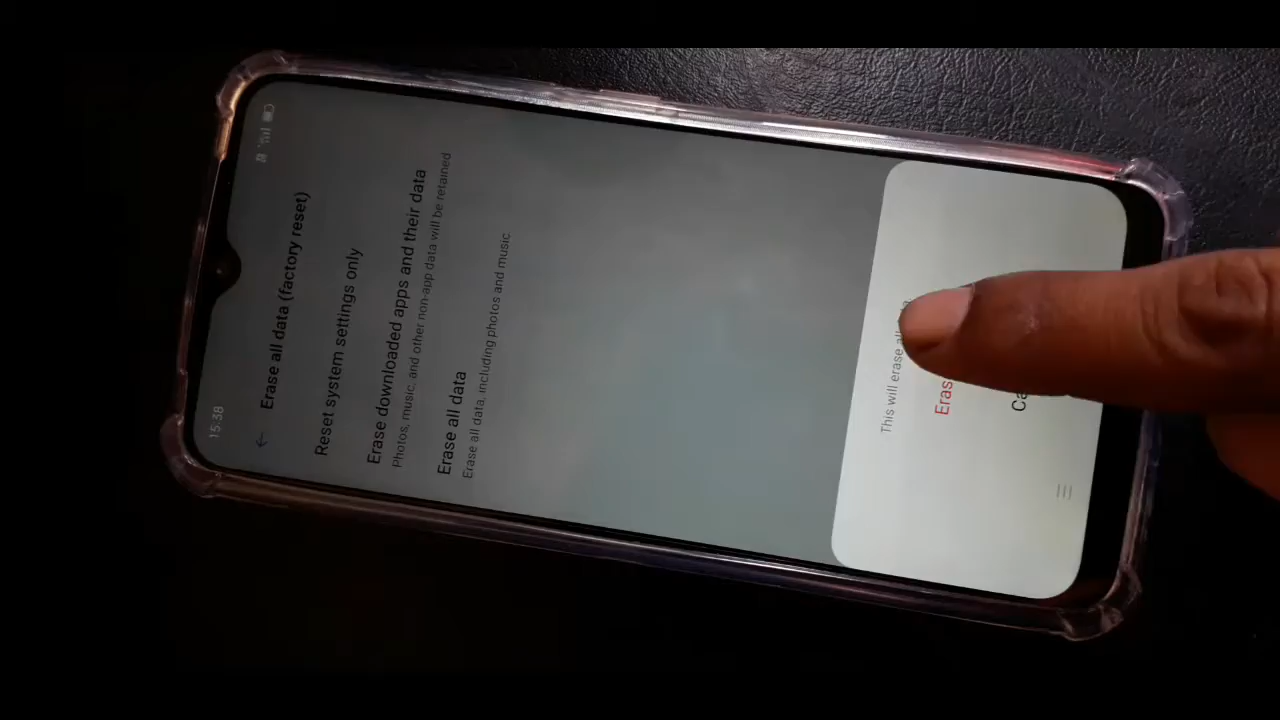 15:38
Erase all data (factory reset)
Reset system settings only
Erase downloaded apps and their data
Photos, music, and other non-app data will be retained
Erase all data
Erase all data, including photos and music.
This will erase all